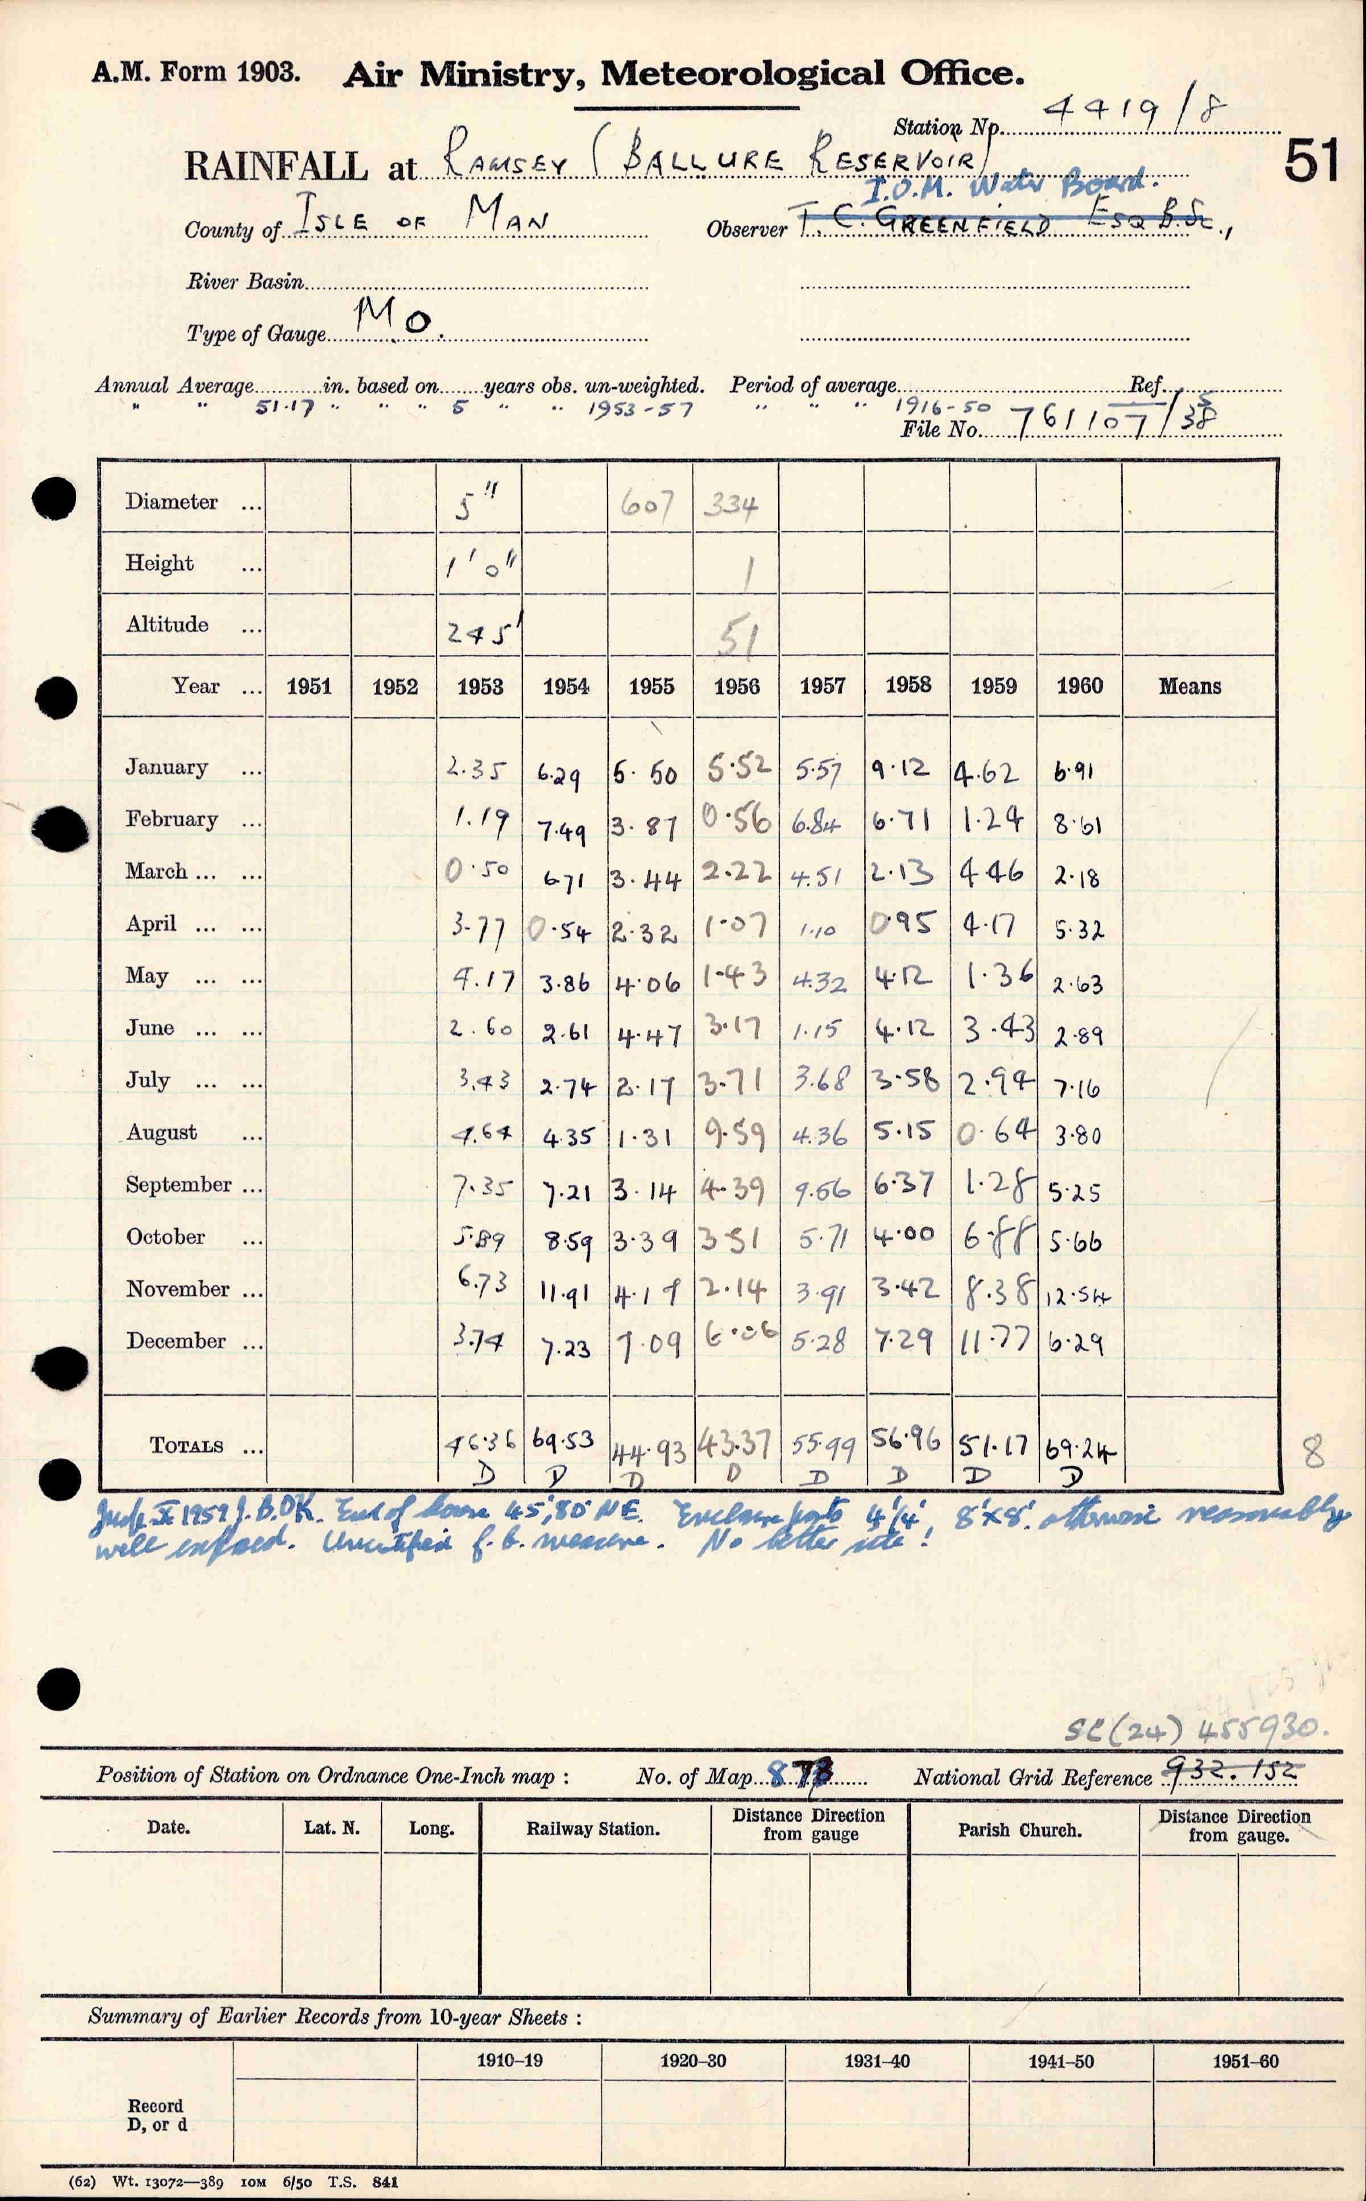 A.M. Form 1903. Air Ministry, Meteorological Office.
Station No. 4419/8
51
RAINFALL at RAMSEY (BALLURE RESERVOIR)
I.O.M. Water Board.
County of ISLE OF MAN Observer T. C. GREENFIELD ESQ B.Sc.,
River Basin
Type of Gauge MO.
Annual Average in. based on years obs. un-weighted. Period of average Ref.
" " 51.17 " " " 5 " " 1953-57 " " " 1916-50
File No. 761107/38
Diameter ... 5" 607 334
Height ... 1'0" 1
Altitude ... 245' 51
Year ... 1951 1952 1953 1954 1955 1956 1957 1958 1959 1960 Means
January ... 2.35 6.29 5.50 5.52 5.57 9.12 4.62 6.91
February ... 1.19 7.49 3.87 0.56 6.84 6.71 1.24 8.61
March ... ... 0.50 6.71 3.44 2.22 4.51 2.13 4.46 2.18
April ... ... 3.77 0.54 2.32 1.07 1.10 0.95 4.17 5.32
May ... ... 4.17 3.86 4.06 1.43 4.32 4.12 1.36 2.63
June ... ... 2.60 2.61 4.47 3.17 1.15 4.12 3.43 2.89
July ... ... 3.43 2.74 2.17 3.71 3.68 3.58 2.94 7.16
August ... 4.64 4.35 1.31 9.59 4.36 5.15 0.64 3.80
September ... 7.35 7.21 3.14 4.39 9.56 6.37 1.28 5.25
October ... 5.89 8.59 3.39 3.51 5.71 4.00 6.88 5.66
November ... 6.73 11.91 4.17 2.14 3.91 3.42 8.38 12.54
December ... 3.74 7.23 7.09 6.06 5.28 7.29 11.77 6.29
TOTALS ... 46.36 69.53 44.93 43.37 55.99 56.96 51.17 69.24
8
D D D D D D D D
1959 J. B. End of house 45', 80' NE. Enclosure posts 4'/4', 8'x8'. otherwise reasonably
well exposed. Uncertified measure. No better site!
SC(24) 455930.
Position of Station on Ordnance One-Inch map : No. of Map 87 National Grid Reference 932.152
Date. Lat. N. Long. Railway Station. Distance from gauge Direction Parish Church. Distance from gauge. Direction
Summary of Earlier Records from 10-year Sheets :
1910–19 1920–30 1931–40 1941–50 1951–60
Record
D, or d
(62) Wt. 13072—389 10M 6/50 T.S. 841